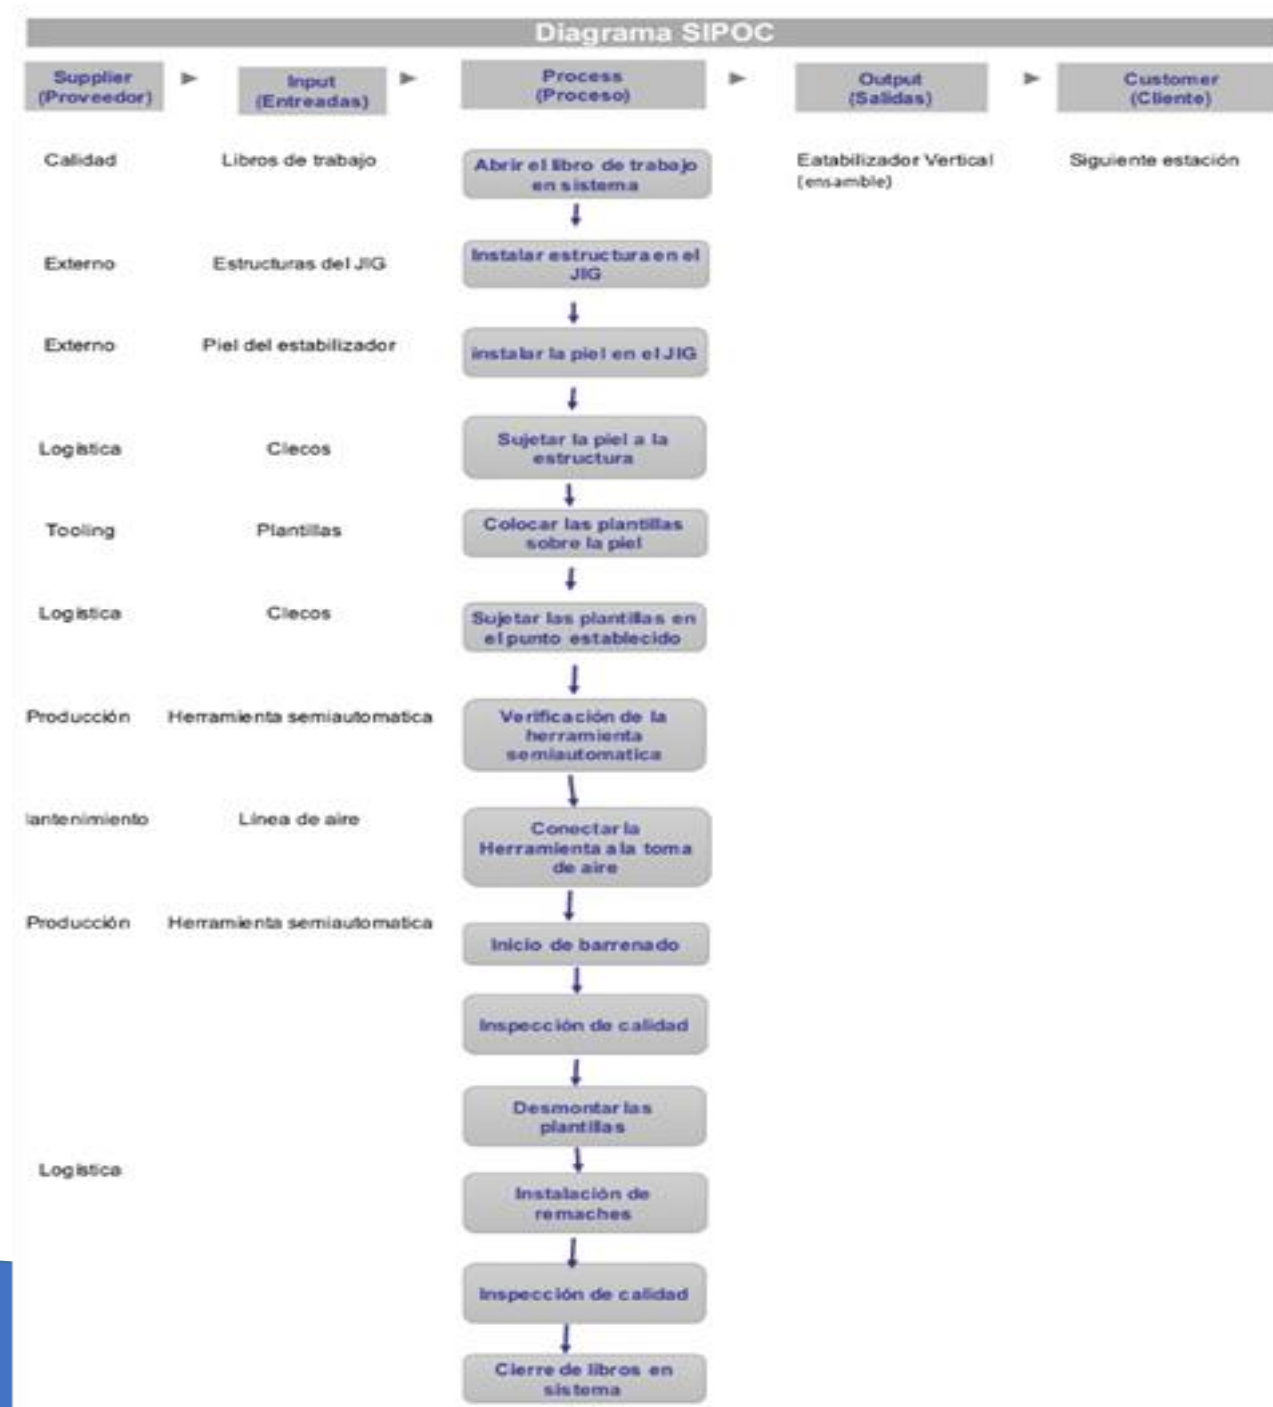 Diagrama SIPOC
Supplier
(Proveedor)
Input
(Entreadas)
Process
(Proceso)
Output
(Salidas)
Customer
(Cliente)
Calidad
Libros de trabajo
Abrir el libro de trabajo
en sistema
Eatabilizador Vertical
(ensamble)
Siguiente estación
Externo
Estructuras del JIG
Instalar estructura en el
JIG
Externo
Piel del estabilizador
instalar la piel en el JIG
Logística
Clecos
Sujetar la piel a la
estructura
Tooling
Plantillas
Colocar las plantillas
sobre la piel
Logística
Clecos
Sujetar las plantillas en
el punto establecido
Producción
Herramienta semiautomatica
Verificación de la
herramienta
semiautomatica
lantenimiento
Línea de aire
Conectar la
Herramienta a la toma
de aire
Producción
Herramienta semiautomatica
Inicio de barrenado
Inspección de calidad
Desmontar las
plantillas
Logística
Instalación de
remaches
Inspección de calidad
Cierre de libros en
sistema